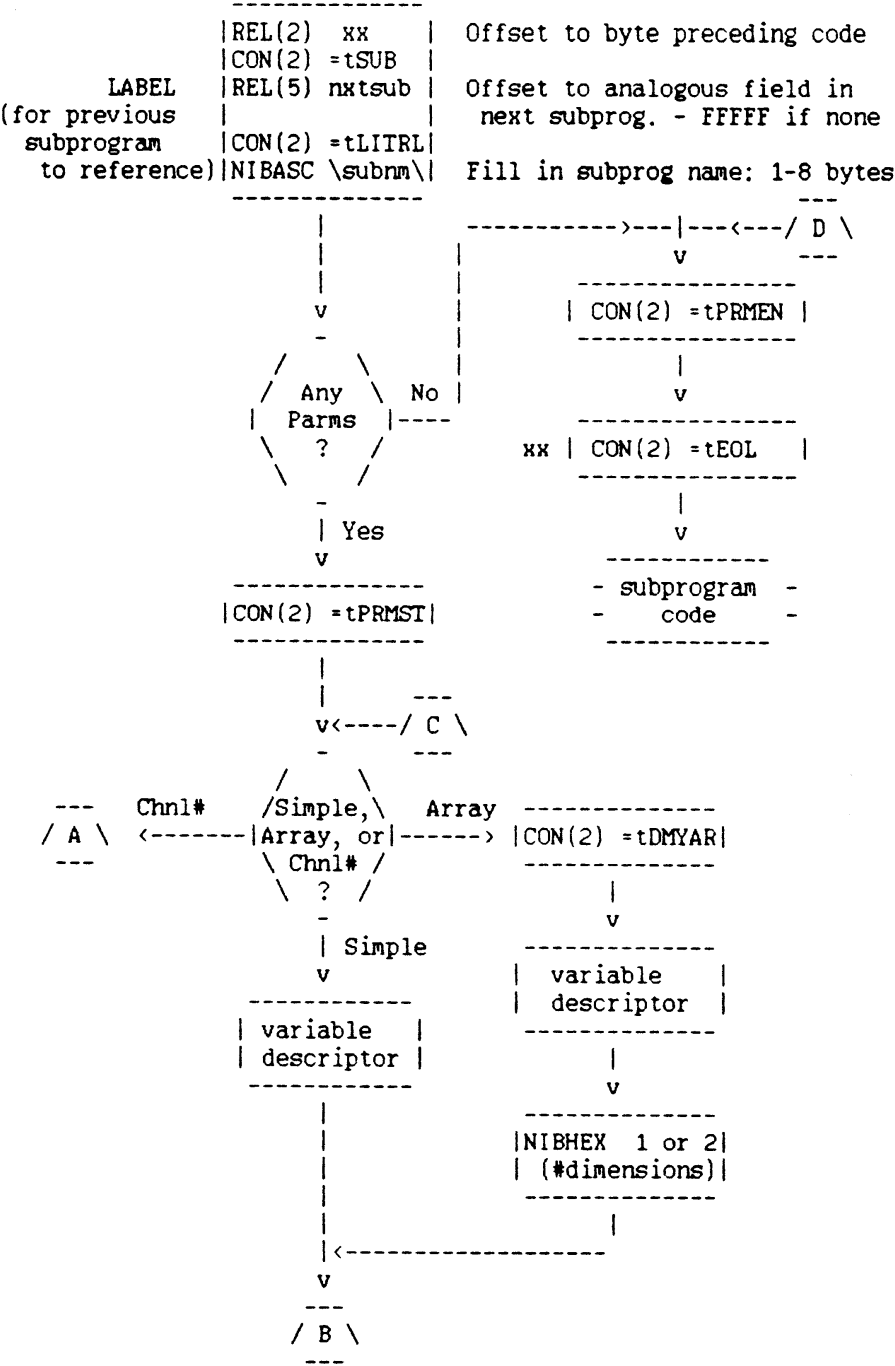 |REL(2) xx | Offset to byte preceding code
|CON(2) =tSUB |
LABEL |REL(5) nxtsub | Offset to analogous field in
(for previous | | next subprog. - FFFFF if none
subprogram |CON(2) =tLITRL|
to reference)|NIBASC \subnm\| Fill in subprog name: 1-8 bytes
/ D \
| CON(2) =tPRMEN |
/ Any \ No |
| Parms |----
\ ? /
xx | CON(2) =tEOL |
| Yes
- subprogram -
- code -
|CON(2) =tPRMST|
v<----/ C \
Chnl# /Simple,\ Array
/ A \ <-------|Array, or|------> |CON(2) =tDMYAR|
\ Chnl# /
\ ? /
| Simple
| variable |
| descriptor |
| variable |
| descriptor |
|NIBHEX 1 or 2|
| (#dimensions)|
/ B \